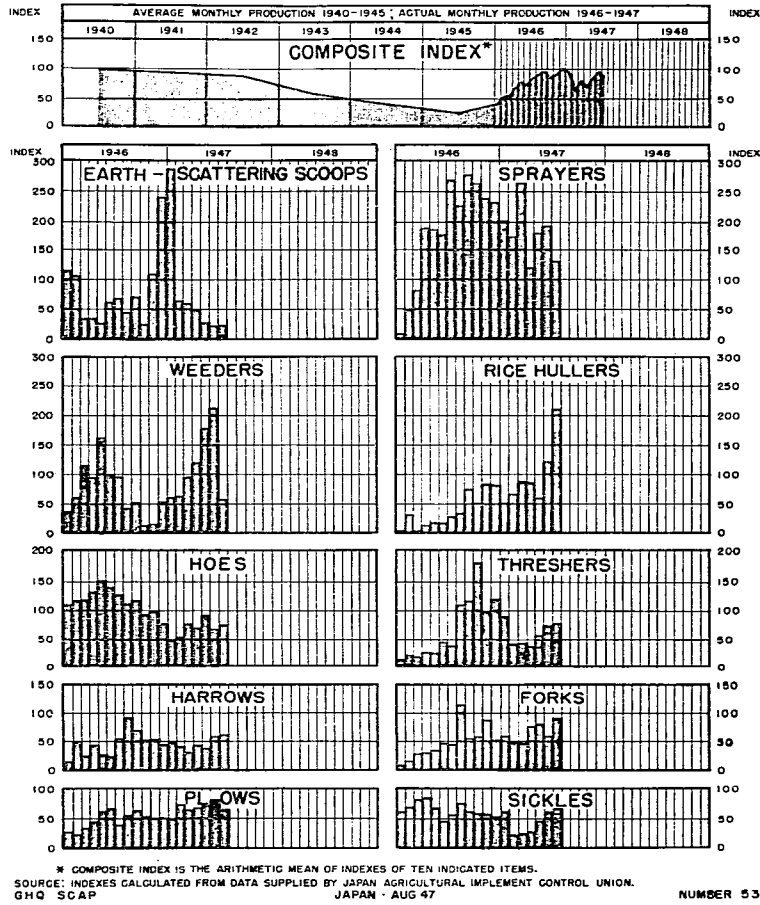 AVERAGE MONTHLY PRODUCTION 1940-1945; ACTUAL MONTHLY PRODUCTION 1946-1947
INDEX INDEX
1940 1941 1942 1943 1944 1945 1946 1947 1948
COMPOSITE INDEX*
150 150
100 100
50 50
0 0
INDEX 1946 1947 1948 1946 1947 1948 INDEX
EARTH-SCATTERING SCOOPS SPRAYERS
300 300
250 250
200 200
150 150
100 100
50 50
0 0
WEEDERS RICE HULLERS
300 300
250 250
200 200
150 150
100 100
50 50
0 0
HOES THRESHERS
200 200
150 150
100 100
50 50
0 0
HARROWS FORKS
150 150
100 100
50 50
0 0
PLOWS SICKLES
100 100
50 50
0 0
* COMPOSITE INDEX IS THE ARITHMETIC MEAN OF INDEXES OF TEN INDICATED ITEMS.
SOURCE: INDEXES CALCULATED FROM DATA SUPPLIED BY JAPAN AGRICULTURAL IMPLEMENT CONTROL UNION.
GHQ SCAP JAPAN - AUG 47 NUMBER 53